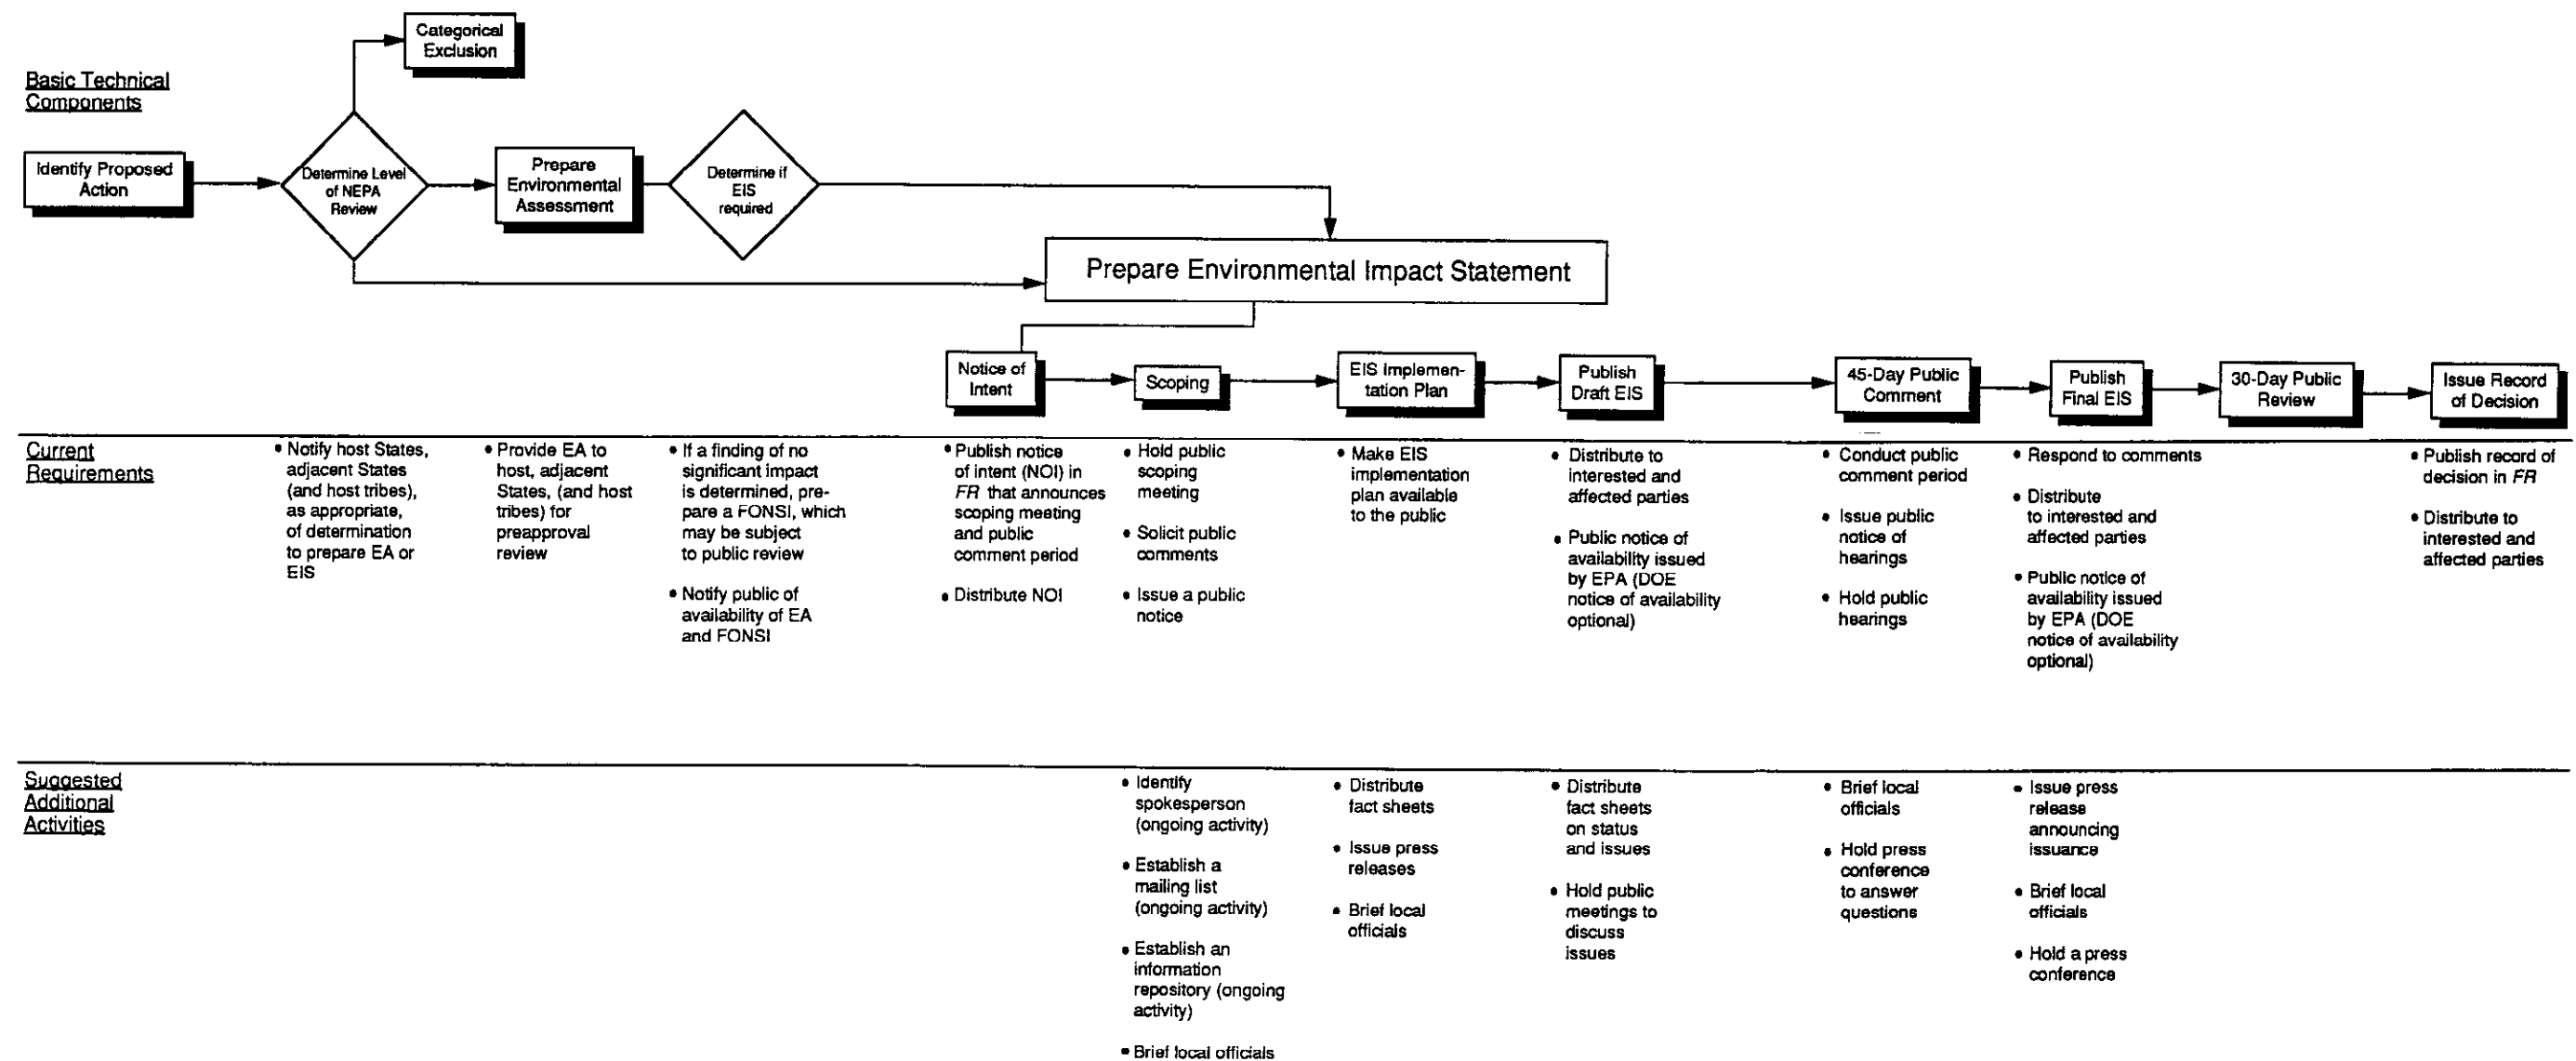 Categorical
Exclusion
Basic Technical
Components
Identify Proposed
Action
Determine Level
of NEPA
Review
Prepare
Environmental
Assessment
Determine if
EIS
required
Prepare Environmental Impact Statement
Notice of
Intent
Scoping
EIS Implemen-
tation Plan
Publish
Draft EIS
45-Day Public
Comment
Publish
Final EIS
30-Day Public
Review
Issue Record
of Decision
Current
Requirements
• Notify host States,
adjacent States
(and host tribes),
as appropriate,
of determination
to prepare EA or
EIS
• Provide EA to
host, adjacent
States, (and host
tribes) for
preapproval
review
• If a finding of no
significant impact
is determined, pre-
pare a FONSI, which
may be subject
to public review
• Notify public of
availability of EA
and FONSI
• Publish notice
of intent (NOI) in
FR that announces
scoping meeting
and public
comment period
• Distribute NOI
• Hold public
scoping
meeting
• Solicit public
comments
• Issue a public
notice
• Make EIS
implementation
plan available
to the public
• Distribute to
interested and
affected parties
• Public notice of
availability issued
by EPA (DOE
notice of availability
optional)
• Conduct public
comment period
• Issue public
notice of
hearings
• Hold public
hearings
• Respond to comments
• Distribute
to interested and
affected parties
• Public notice of
availability issued
by EPA (DOE
notice of availability
optional)
• Publish record of
decision in FR
• Distribute to
interested and
affected parties
Suggested
Additional
Activities
• Identify
spokesperson
(ongoing activity)
• Establish a
mailing list
(ongoing activity)
• Establish an
information
repository (ongoing
activity)
• Brief local officials
• Distribute
fact sheets
• Issue press
releases
• Brief local
officials
• Distribute
fact sheets
on status
and issues
• Hold public
meetings to
discuss
issues
• Brief local
officials
• Hold press
conference
to answer
questions
• Issue press
release
announcing
issuance
• Brief local
officials
• Hold a press
conference